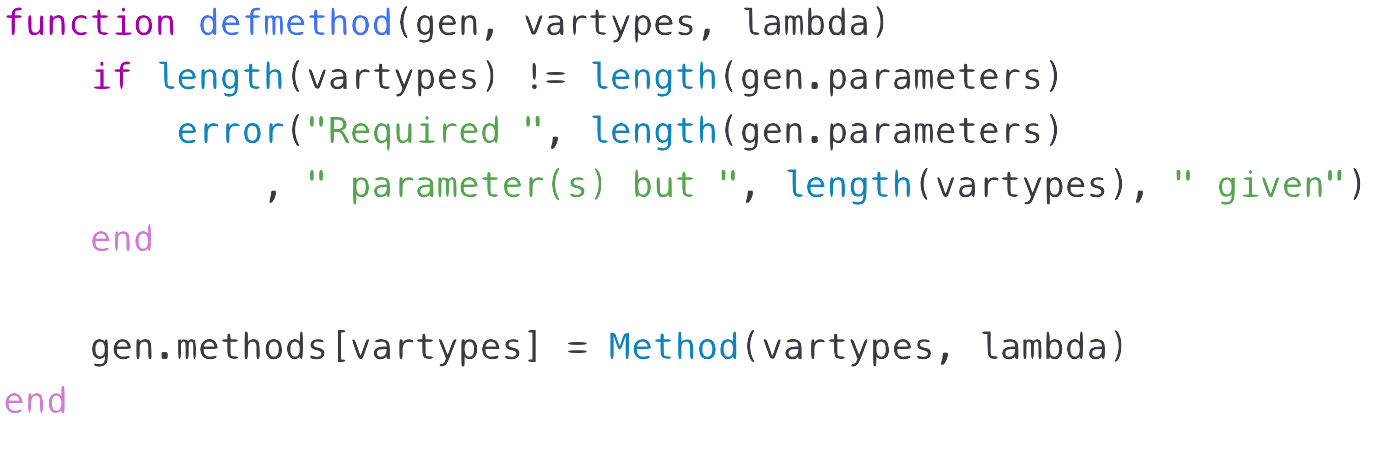 function defmethod(gen, vartypes, lambda)
    if length(vartypes) != length(gen.parameters)
        error("Required ", length(gen.parameters)
            , " parameter(s) but ", length(vartypes), " given")
    end

    gen.methods[vartypes] = Method(vartypes, lambda)
end